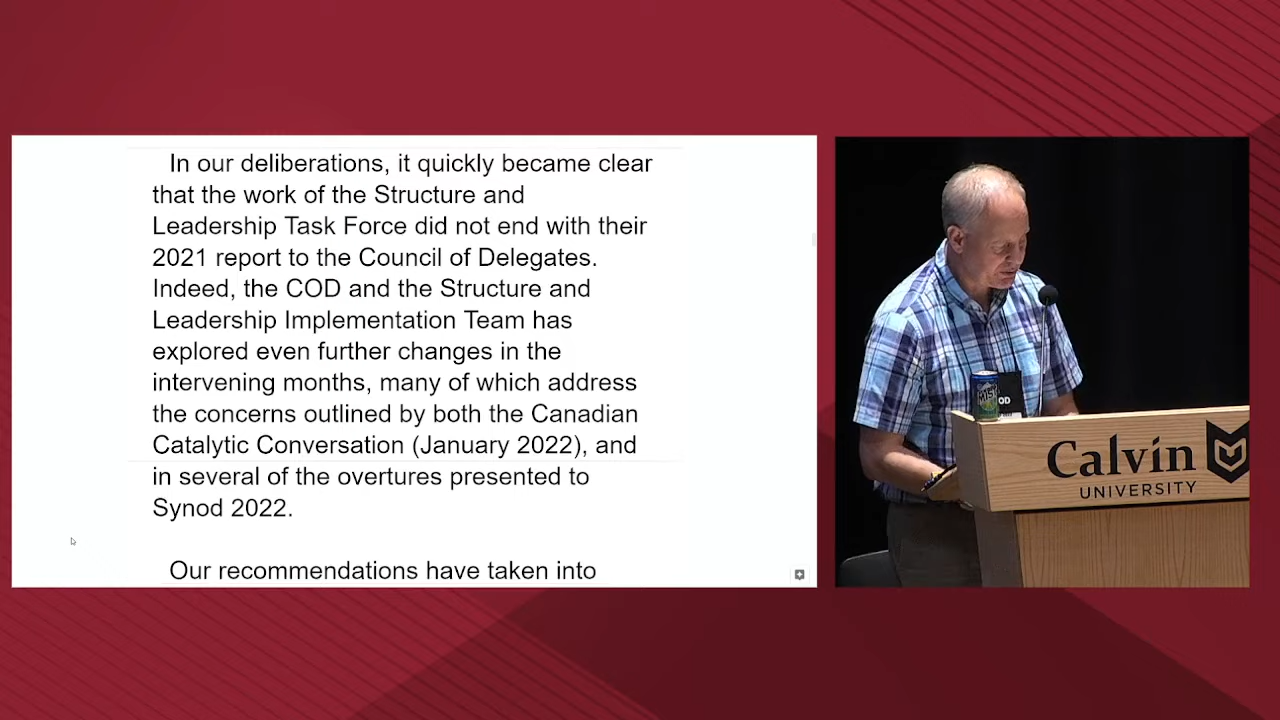 In our deliberations, it quickly became clear
that the work of the Structure and
Leadership Task Force did not end with their
2021 report to the Council of Delegates.
Indeed, the COD and the Structure and
Leadership Implementation Team has
explored even further changes in the
intervening months, many of which address
the concerns outlined by both the Canadian
Catalytic Conversation (January 2022), and
in several of the overtures presented to
Synod 2022.
Our recommendations have taken into
Calvin
UNIVERSITY